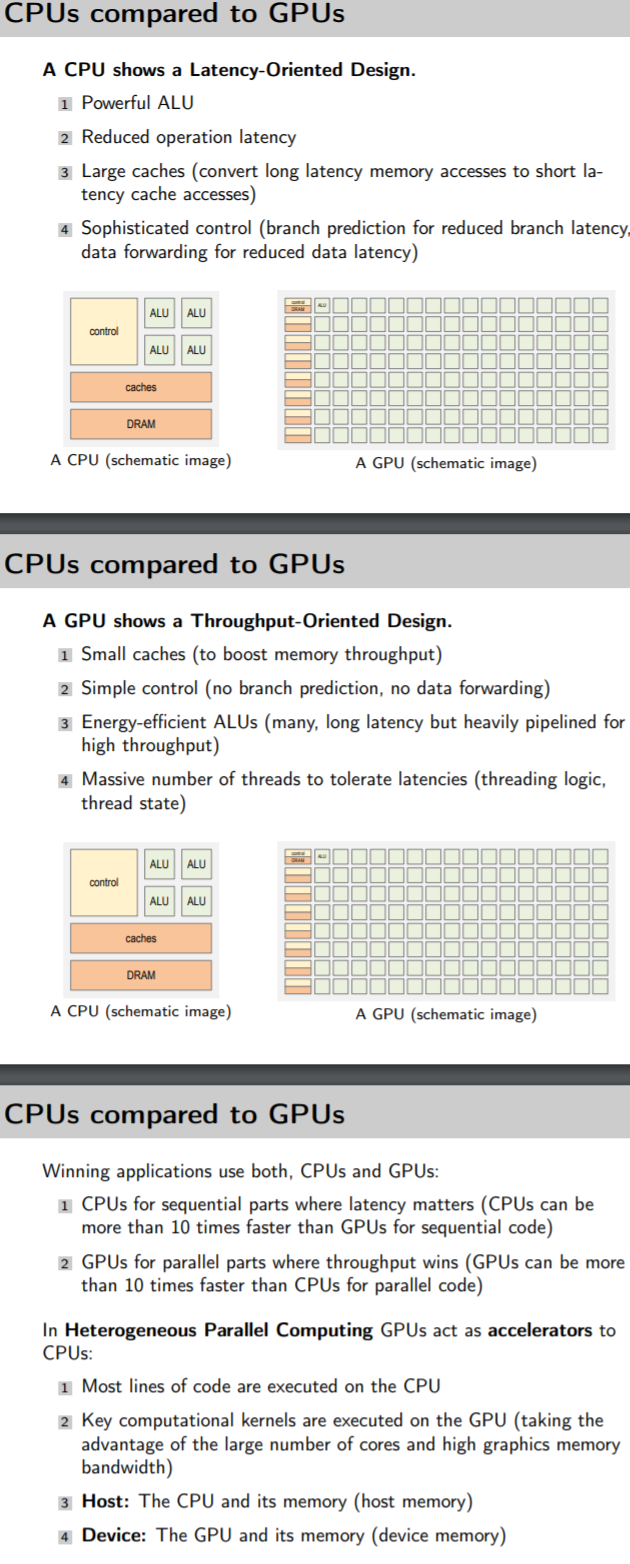 CPUs compared to GPUs
A CPU shows a Latency-Oriented Design.
1 Powerful ALU
2 Reduced operation latency
3 Large caches (convert long latency memory accesses to short la-
tency cache accesses)
4 Sophisticated control (branch prediction for reduced branch latency,
data forwarding for reduced data latency)
control
ALU ALU
ALU ALU
caches
DRAM
A CPU (schematic image)
control
DRAM
ALU
A GPU (schematic image)
CPUs compared to GPUs
A GPU shows a Throughput-Oriented Design.
1 Small caches (to boost memory throughput)
2 Simple control (no branch prediction, no data forwarding)
3 Energy-efficient ALUs (many, long latency but heavily pipelined for
high throughput)
4 Massive number of threads to tolerate latencies (threading logic,
thread state)
control
ALU ALU
ALU ALU
caches
DRAM
A CPU (schematic image)
control
DRAM
ALU
A GPU (schematic image)
CPUs compared to GPUs
Winning applications use both, CPUs and GPUs:
1 CPUs for sequential parts where latency matters (CPUs can be
more than 10 times faster than GPUs for sequential code)
2 GPUs for parallel parts where throughput wins (GPUs can be more
than 10 times faster than CPUs for parallel code)
In Heterogeneous Parallel Computing GPUs act as accelerators to
CPUs:
1 Most lines of code are executed on the CPU
2 Key computational kernels are executed on the GPU (taking the
advantage of the large number of cores and high graphics memory
bandwidth)
3 Host: The CPU and its memory (host memory)
4 Device: The GPU and its memory (device memory)